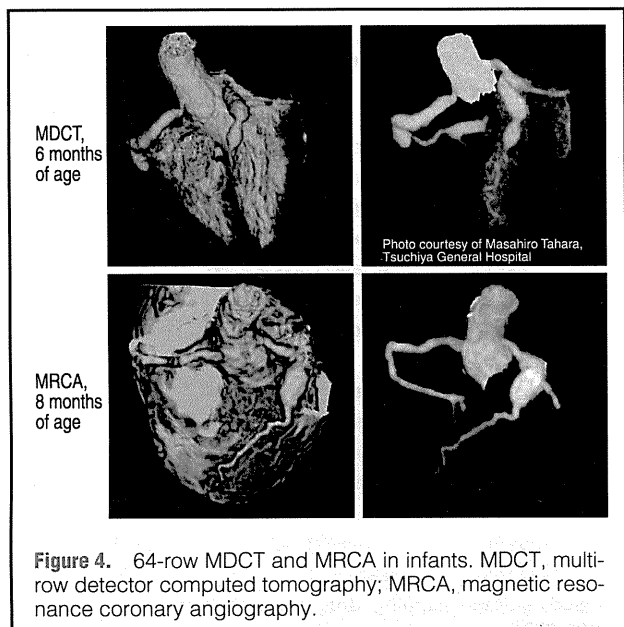 MDCT,
6 months
of age
Photo courtesy of Masahiro Tahara,
Tsuchiya General Hospital
MRCA,
8 months
of age
Figure 4. 64-row MDCT and MRCA in infants. MDCT, multi-
row detector computed tomography; MRCA, magnetic reso-
nance coronary angiography.